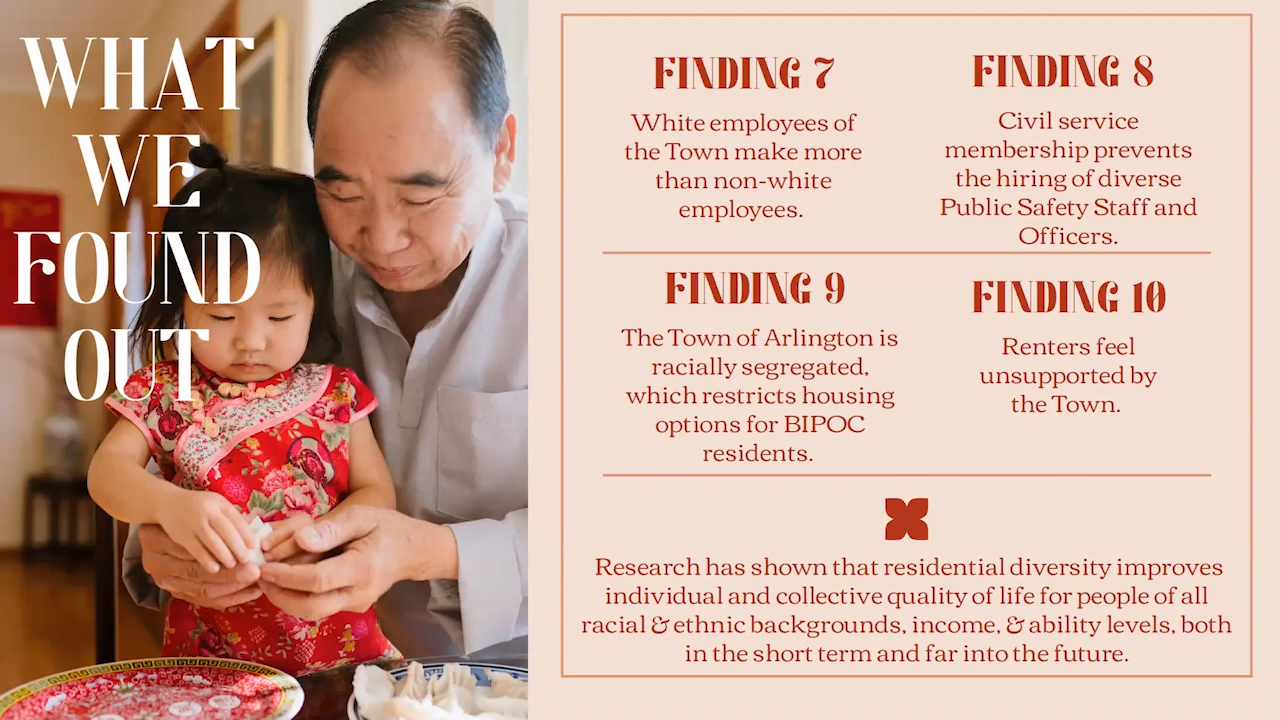 WHAT
WE
FOUND
OUT
FINDING 7
White employees of
the Town make more
than non-white
employees.
FINDING 8
Civil service
membership prevents
the hiring of diverse
Public Safety Staff and
Officers.
FINDING 9
The Town of Arlington is
racially segregated,
which restricts housing
options for BIPOC
residents.
FINDING 10
Renters feel
unsupported by
the Town.
Research has shown that residential diversity improves
individual and collective quality of life for people of all
racial & ethnic backgrounds, income, & ability levels, both
in the short term and far into the future.